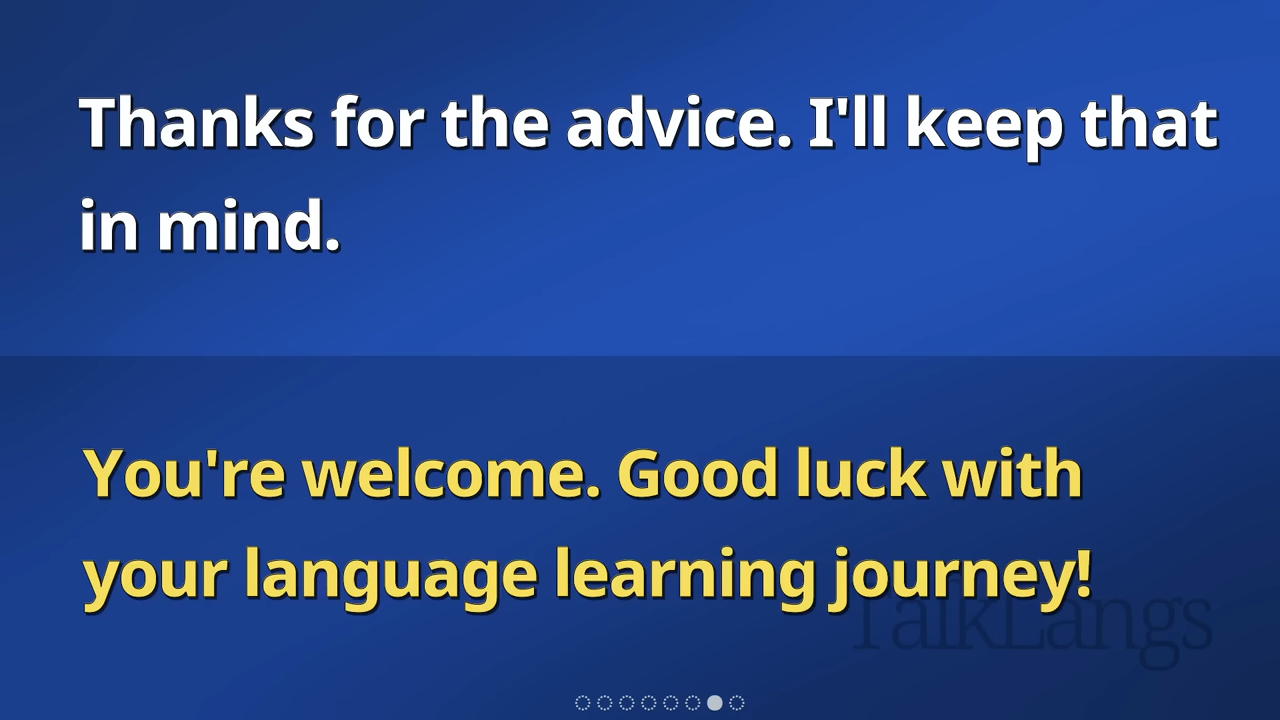 Thanks for the advice. I'll keep that
in mind.
You're welcome. Good luck with
your language learning journey!
TalkLangs